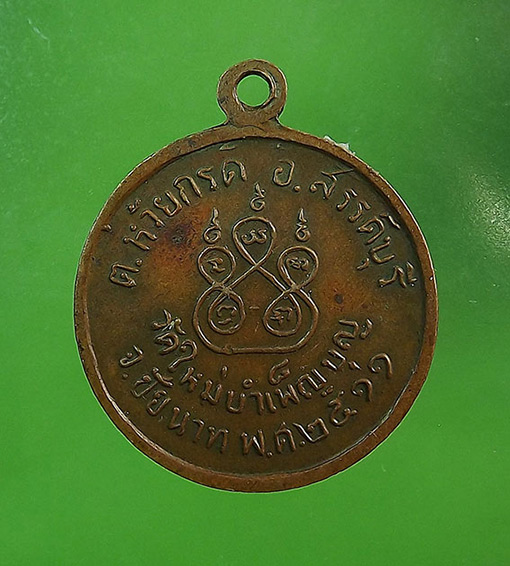 ต.ห้วยกรด อ.สรรค์บุรี
วัดใหม่บำเพ็ญบุญ
จ.ชัยนาท พ.ศ.๒๕๑๑